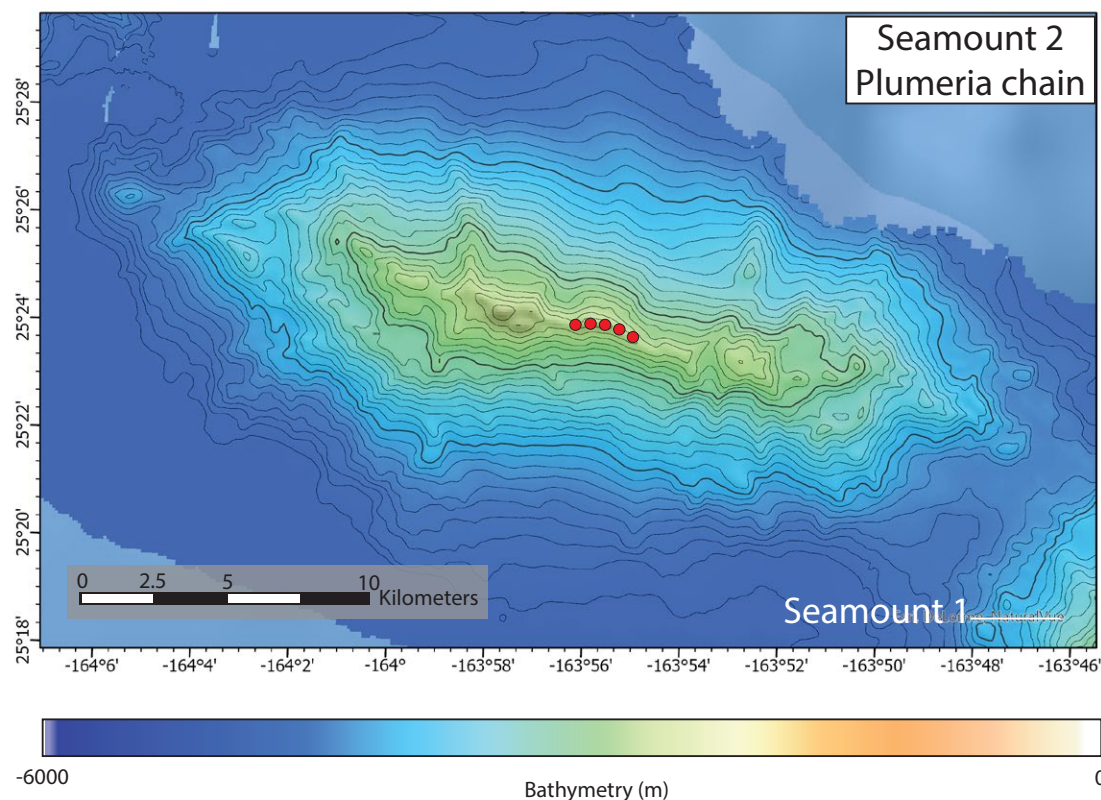 Seamount 2
Plumeria chain
25°28'
25°26'
25°24'
25°22'
25°20'
25°18'
0 2.5 5 10
Kilometers
Seamount 1
-164°6' -164°4' -164°2' -164° -163°58' -163°56' -163°54' -163°52' -163°50' -163°48' -163°46'
-6000 0
Bathymetry (m)